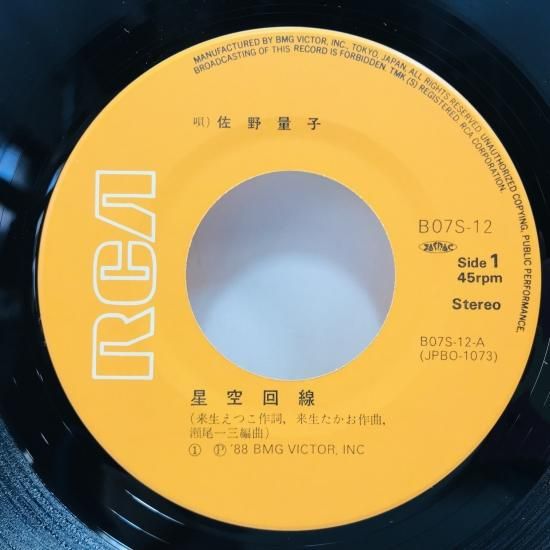 MANUFACTURED BY BMG VICTOR, INC., TOKYO, JAPAN. ALL RIGHTS RESERVED. UNAUTHORIZED COPYING, PUBLIC PERFORMANCE,
BROADCASTING OF THIS RECORD IS FORBIDDEN. TMK (S) REGISTERED. RCA CORPORATION.
唄) 佐野量子
RCA
B07S-12
Side 1
45rpm
Stereo
B07S-12-A
(JPBO-1073)
星空回線
(来生えつこ作詞, 来生たかお作曲,
瀬尾一三編曲)
① Ⓟ '88 BMG VICTOR, INC